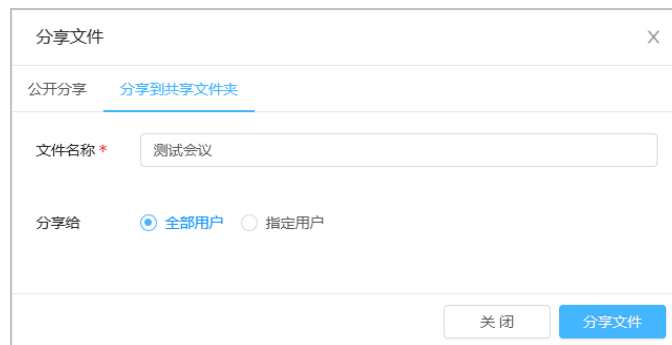 分享文件
公开分享 分享到共享文件夹
文件名称 * 测试会议
分享给 全部用户 指定用户
关 闭 分享文件